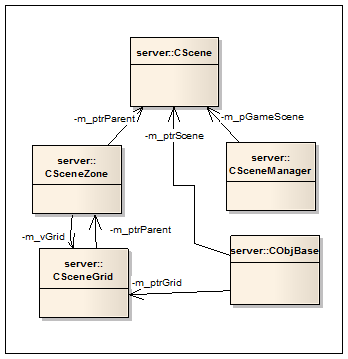 server::CScene
-m_ptrParent
-m_pGameScene
-m_ptrScene
server::
CSceneZone
server::
CSceneManager
-m_vGrid
-m_ptrParent
server::
CSceneGrid
server::CObjBase
-m_ptrGrid